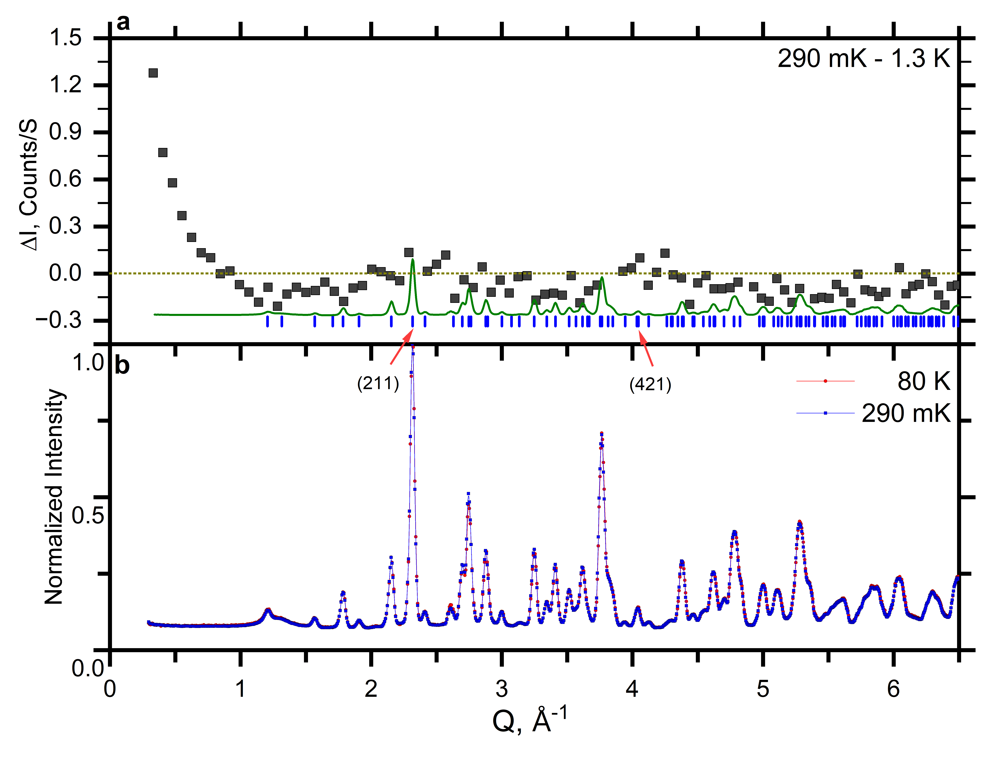 a
1.5
1.2
0.9
0.6
0.3
0.0
−0.3
ΔI, Counts/S
290 mK - 1.3 K
b
1.0
0.5
0.0
Normalized Intensity
(211)
(421)
80 K
290 mK
0 1 2 3 4 5 6
Q, Å-1